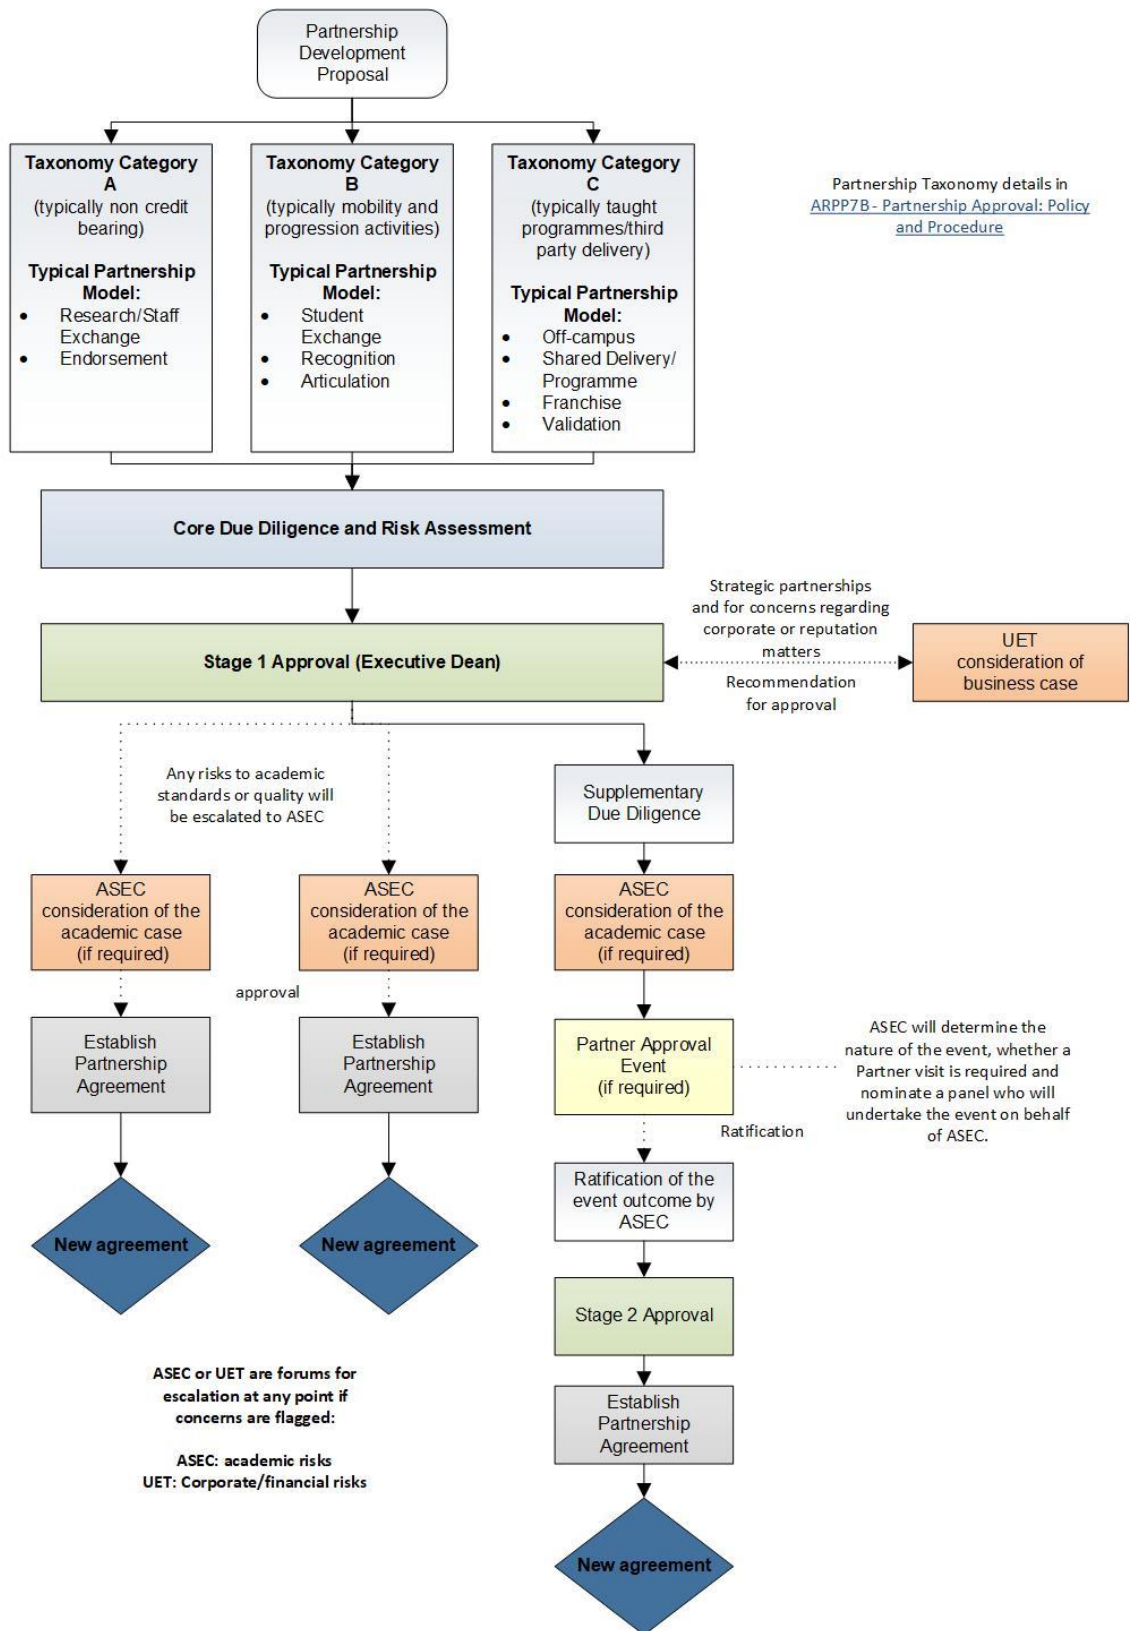 Partnership
Development
Proposal
Taxonomy Category
A
(typically non credit
bearing)
Typical Partnership
Model:
• Research/Staff
Exchange
• Endorsement
Taxonomy Category
B
(typically mobility and
progression activities)
Typical Partnership
Model:
• Student
Exchange
• Recognition
• Articulation
Taxonomy Category
C
(typically taught
programmes/third
party delivery)
Typical Partnership
Model:
• Off-campus
• Shared Delivery/
Programme
• Franchise
• Validation
Partnership Taxonomy details in
ARPP7B - Partnership Approval: Policy
and Procedure
Core Due Diligence and Risk Assessment
Stage 1 Approval (Executive Dean)
Strategic partnerships
and for concerns regarding
corporate or reputation
matters
Recommendation
for approval
UET
consideration of
business case
Any risks to academic
standards or quality will
be escalated to ASEC
Supplementary
Due Diligence
ASEC
consideration of the
academic case
(if required)
ASEC
consideration of the
academic case
(if required)
ASEC
consideration of the
academic case
(if required)
approval
Establish
Partnership
Agreement
Establish
Partnership
Agreement
Partner Approval
Event
(if required)
ASEC will determine the
nature of the event, whether a
Partner visit is required and
nominate a panel who will
undertake the event on behalf
of ASEC.
Ratification
New agreement
New agreement
Ratification of the
event outcome by
ASEC
Stage 2 Approval
ASEC or UET are forums for
escalation at any point if
concerns are flagged:
ASEC: academic risks
UET: Corporate/financial risks
Establish
Partnership
Agreement
New agreement